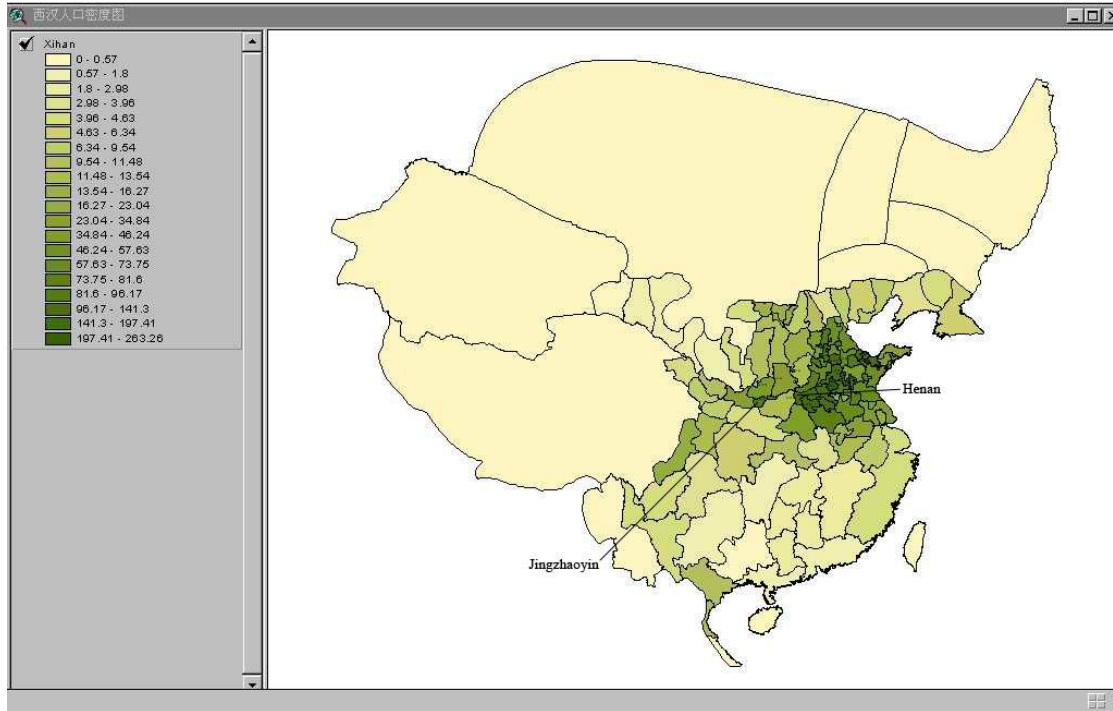 西汉人口密度图
Xihan
0 - 0.57
0.57 - 1.8
1.8 - 2.98
2.98 - 3.96
3.96 - 4.63
4.63 - 6.34
6.34 - 9.54
9.54 - 11.48
11.48 - 13.54
13.54 - 16.27
16.27 - 23.04
23.04 - 34.84
34.84 - 46.24
46.24 - 57.63
57.63 - 73.75
73.75 - 81.6
81.6 - 96.17
96.17 - 141.3
141.3 - 197.41
197.41 - 263.26
Henan
Jingzhaoyin